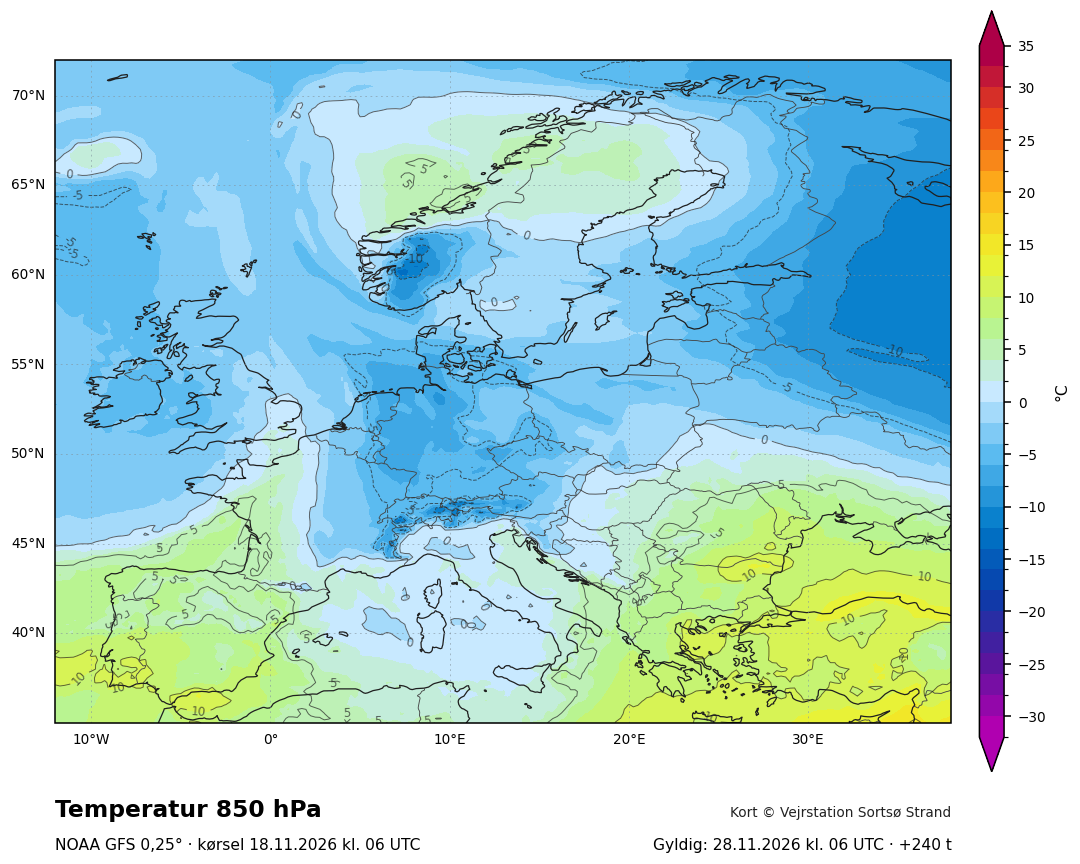 70°N
65°N
60°N
55°N
50°N
45°N
40°N
10°W
0°
10°E
20°E
30°E
35
30
25
20
15
10
5
0
−5
−10
−15
−20
−25
−30
°C
Temperatur 850 hPa
Kort © Vejrstation Sortsø Strand
NOAA GFS 0,25° · kørsel 18.11.2026 kl. 06 UTC
Gyldig: 28.11.2026 kl. 06 UTC · +240 t